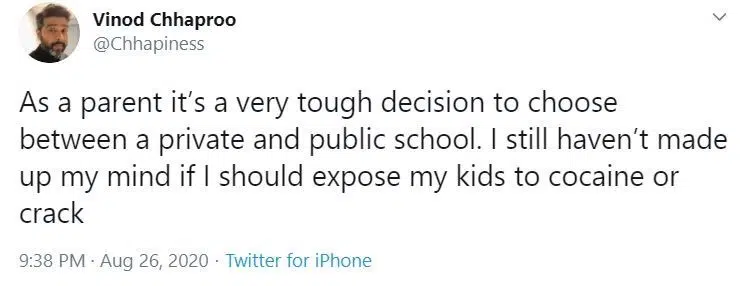 Vinod Chhaproo
@Chhapiness
As a parent it’s a very tough decision to choose
between a private and public school. I still haven’t made
up my mind if I should expose my kids to cocaine or
crack
9:38 PM · Aug 26, 2020 · Twitter for iPhone